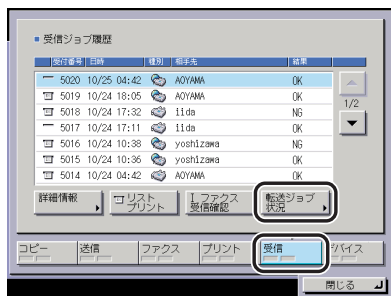 受信ジョブ履歴
受付番号 日時 種別 相手先 結果
5020 10/25 04:42 AOYAMA OK
5019 10/24 18:05 AOYAMA OK
5018 10/24 17:32 iida NG
5017 10/24 17:11 iida OK
5016 10/24 10:38 yoshizawa NG
5015 10/24 10:36 yoshizawa OK
5014 10/24 04:42 AOYAMA OK
1/2
詳細情報 リスト プリント I ファクス 受信確認 転送ジョブ 状況
コピー 送信 ファクス プリント 受信 デバイス
閉じる